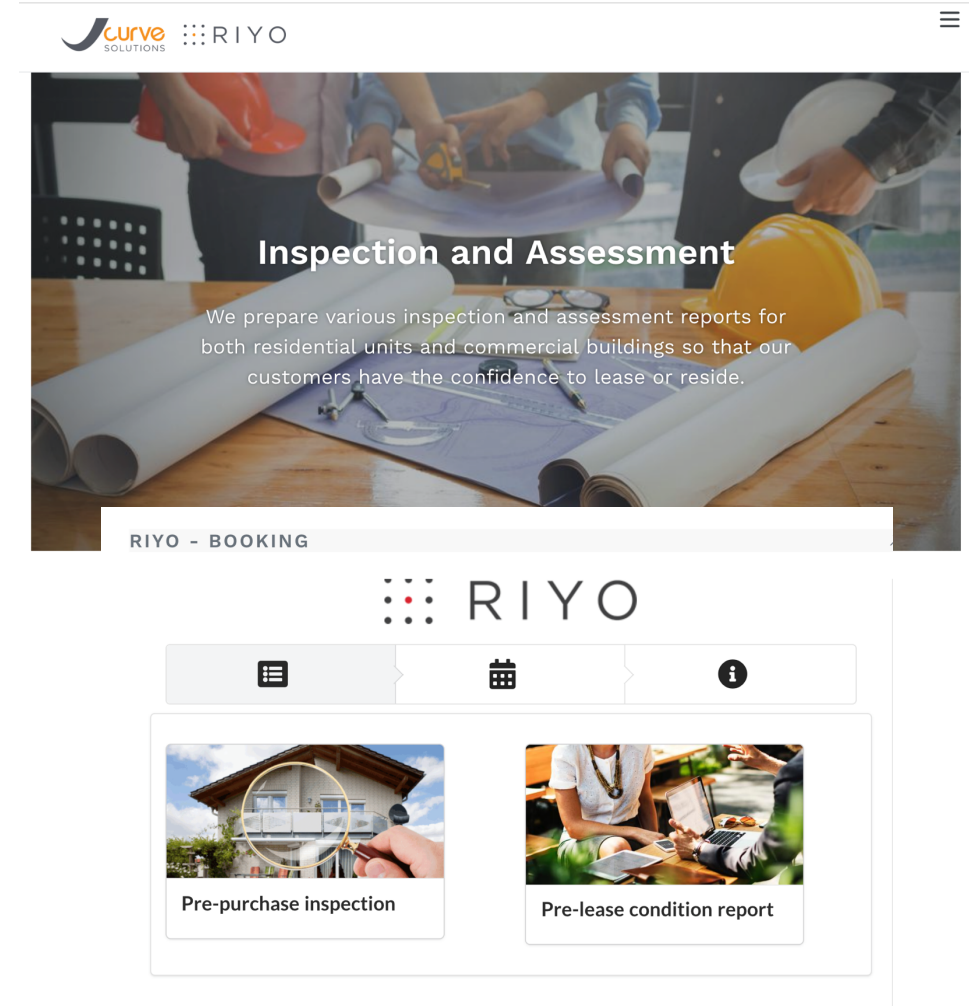 curve RIYO
SOLUTIONS
Inspection and Assessment
We prepare various inspection and assessment reports for
both residential units and commercial buildings so that our
customers have the confidence to lease or reside.
RIYO - BOOKING
RIYO
Pre-purchase inspection
Pre-lease condition report